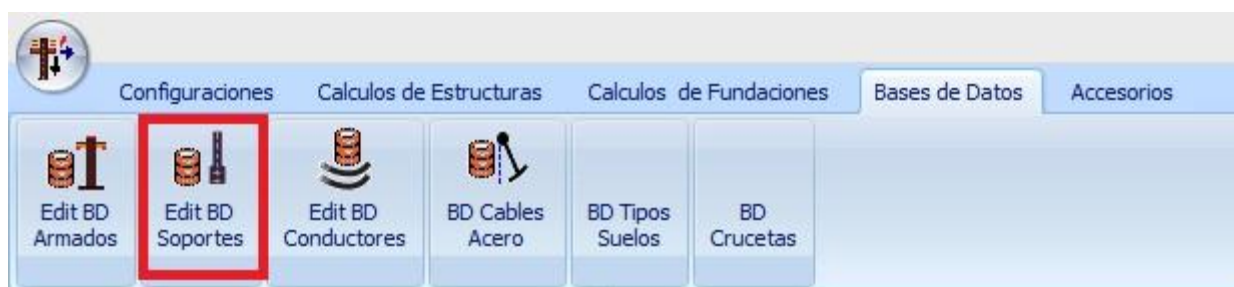 Configuraciones Calculos de Estructuras Calculos de Fundaciones Bases de Datos Accesorios
Edit BD Armados
Edit BD Soportes
Edit BD Conductores
BD Cables Acero
BD Tipos Suelos
BD Crucetas